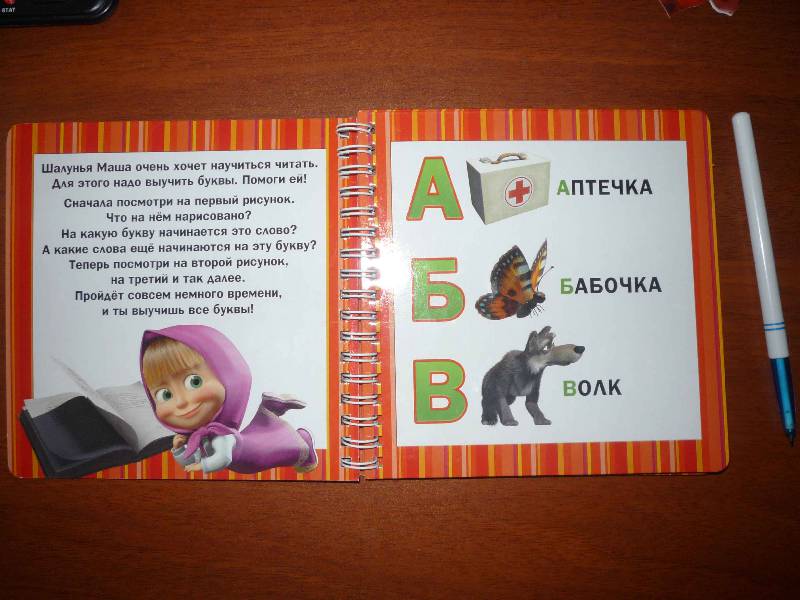 STAT
Шалунья Маша очень хочет научиться читать.
Для этого надо выучить буквы. Помоги ей!
Сначала посмотри на первый рисунок.
Что на нём нарисовано?
На какую букву начинается это слово?
А какие слова ещё начинаются на эту букву?
Теперь посмотри на второй рисунок,
на третий и так далее.
Пройдёт совсем немного времени,
и ты выучишь все буквы!
А
АПТЕЧКА
Б
БАБОЧКА
В
ВОЛК